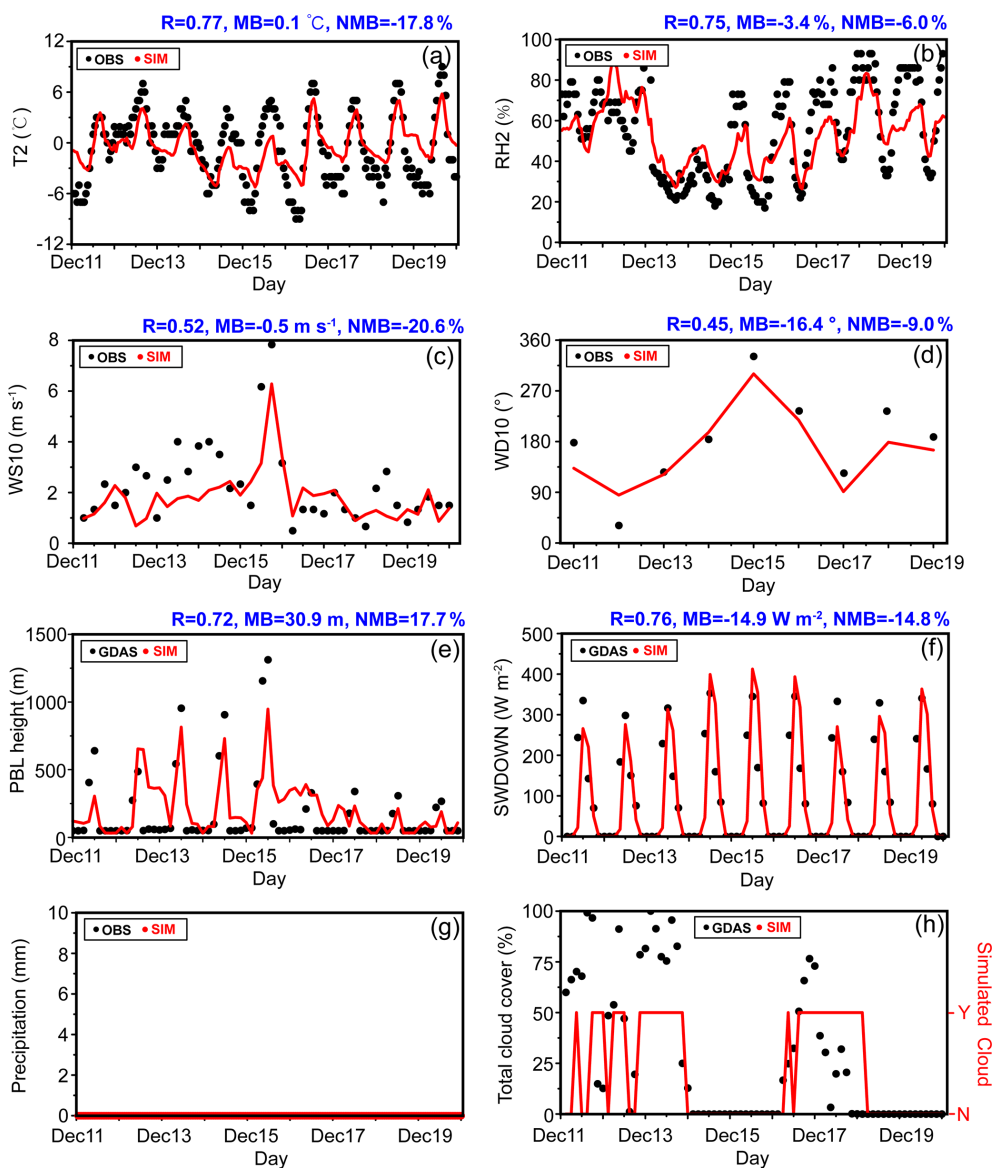 R=0.77, MB=0.1 ℃, NMB=-17.8 %
(a)
OBS SIM
T2 (℃)
12
6
0
-6
-12
Dec11 Dec13 Dec15 Dec17 Dec19
Day
R=0.75, MB=-3.4 %, NMB=-6.0 %
(b)
OBS SIM
RH2 (%)
100
80
60
40
20
0
Dec11 Dec13 Dec15 Dec17 Dec19
Day
R=0.52, MB=-0.5 m s⁻¹, NMB=-20.6 %
(c)
OBS SIM
WS10 (m s⁻¹)
8
6
4
2
0
Dec11 Dec13 Dec15 Dec17 Dec19
Day
R=0.45, MB=-16.4 °, NMB=-9.0 %
(d)
OBS SIM
WD10 (°)
360
270
180
90
0
Dec11 Dec13 Dec15 Dec17 Dec19
Day
R=0.72, MB=30.9 m, NMB=17.7 %
(e)
GDAS SIM
PBL height (m)
1500
1000
500
0
Dec11 Dec13 Dec15 Dec17 Dec19
Day
R=0.76, MB=-14.9 W m⁻², NMB=-14.8 %
(f)
GDAS SIM
SWDOWN (W m⁻²)
500
400
300
200
100
0
Dec11 Dec13 Dec15 Dec17 Dec19
Day
(g)
OBS SIM
Precipitation (mm)
10
8
6
4
2
0
Dec11 Dec13 Dec15 Dec17 Dec19
Day
(h)
GDAS SIM
Total cloud cover (%)
100
75
50
25
0
Dec11 Dec13 Dec15 Dec17 Dec19
Day
Y
N
Simulated Cloud